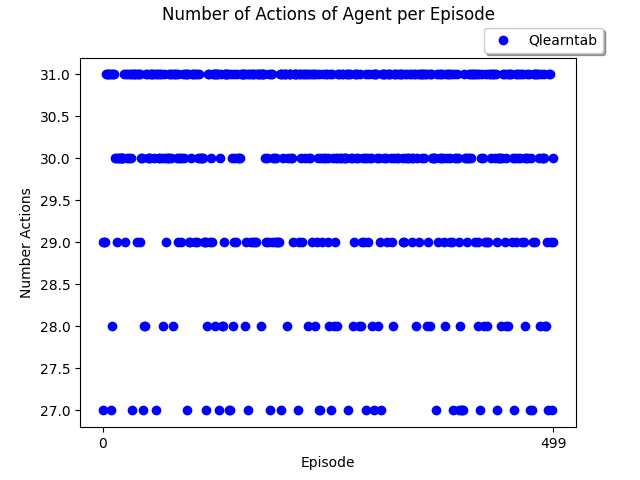 Number of Actions of Agent per Episode
Qlearntab
31.0
30.5
30.0
29.5
29.0
28.5
28.0
27.5
27.0
Number Actions
0
499
Episode